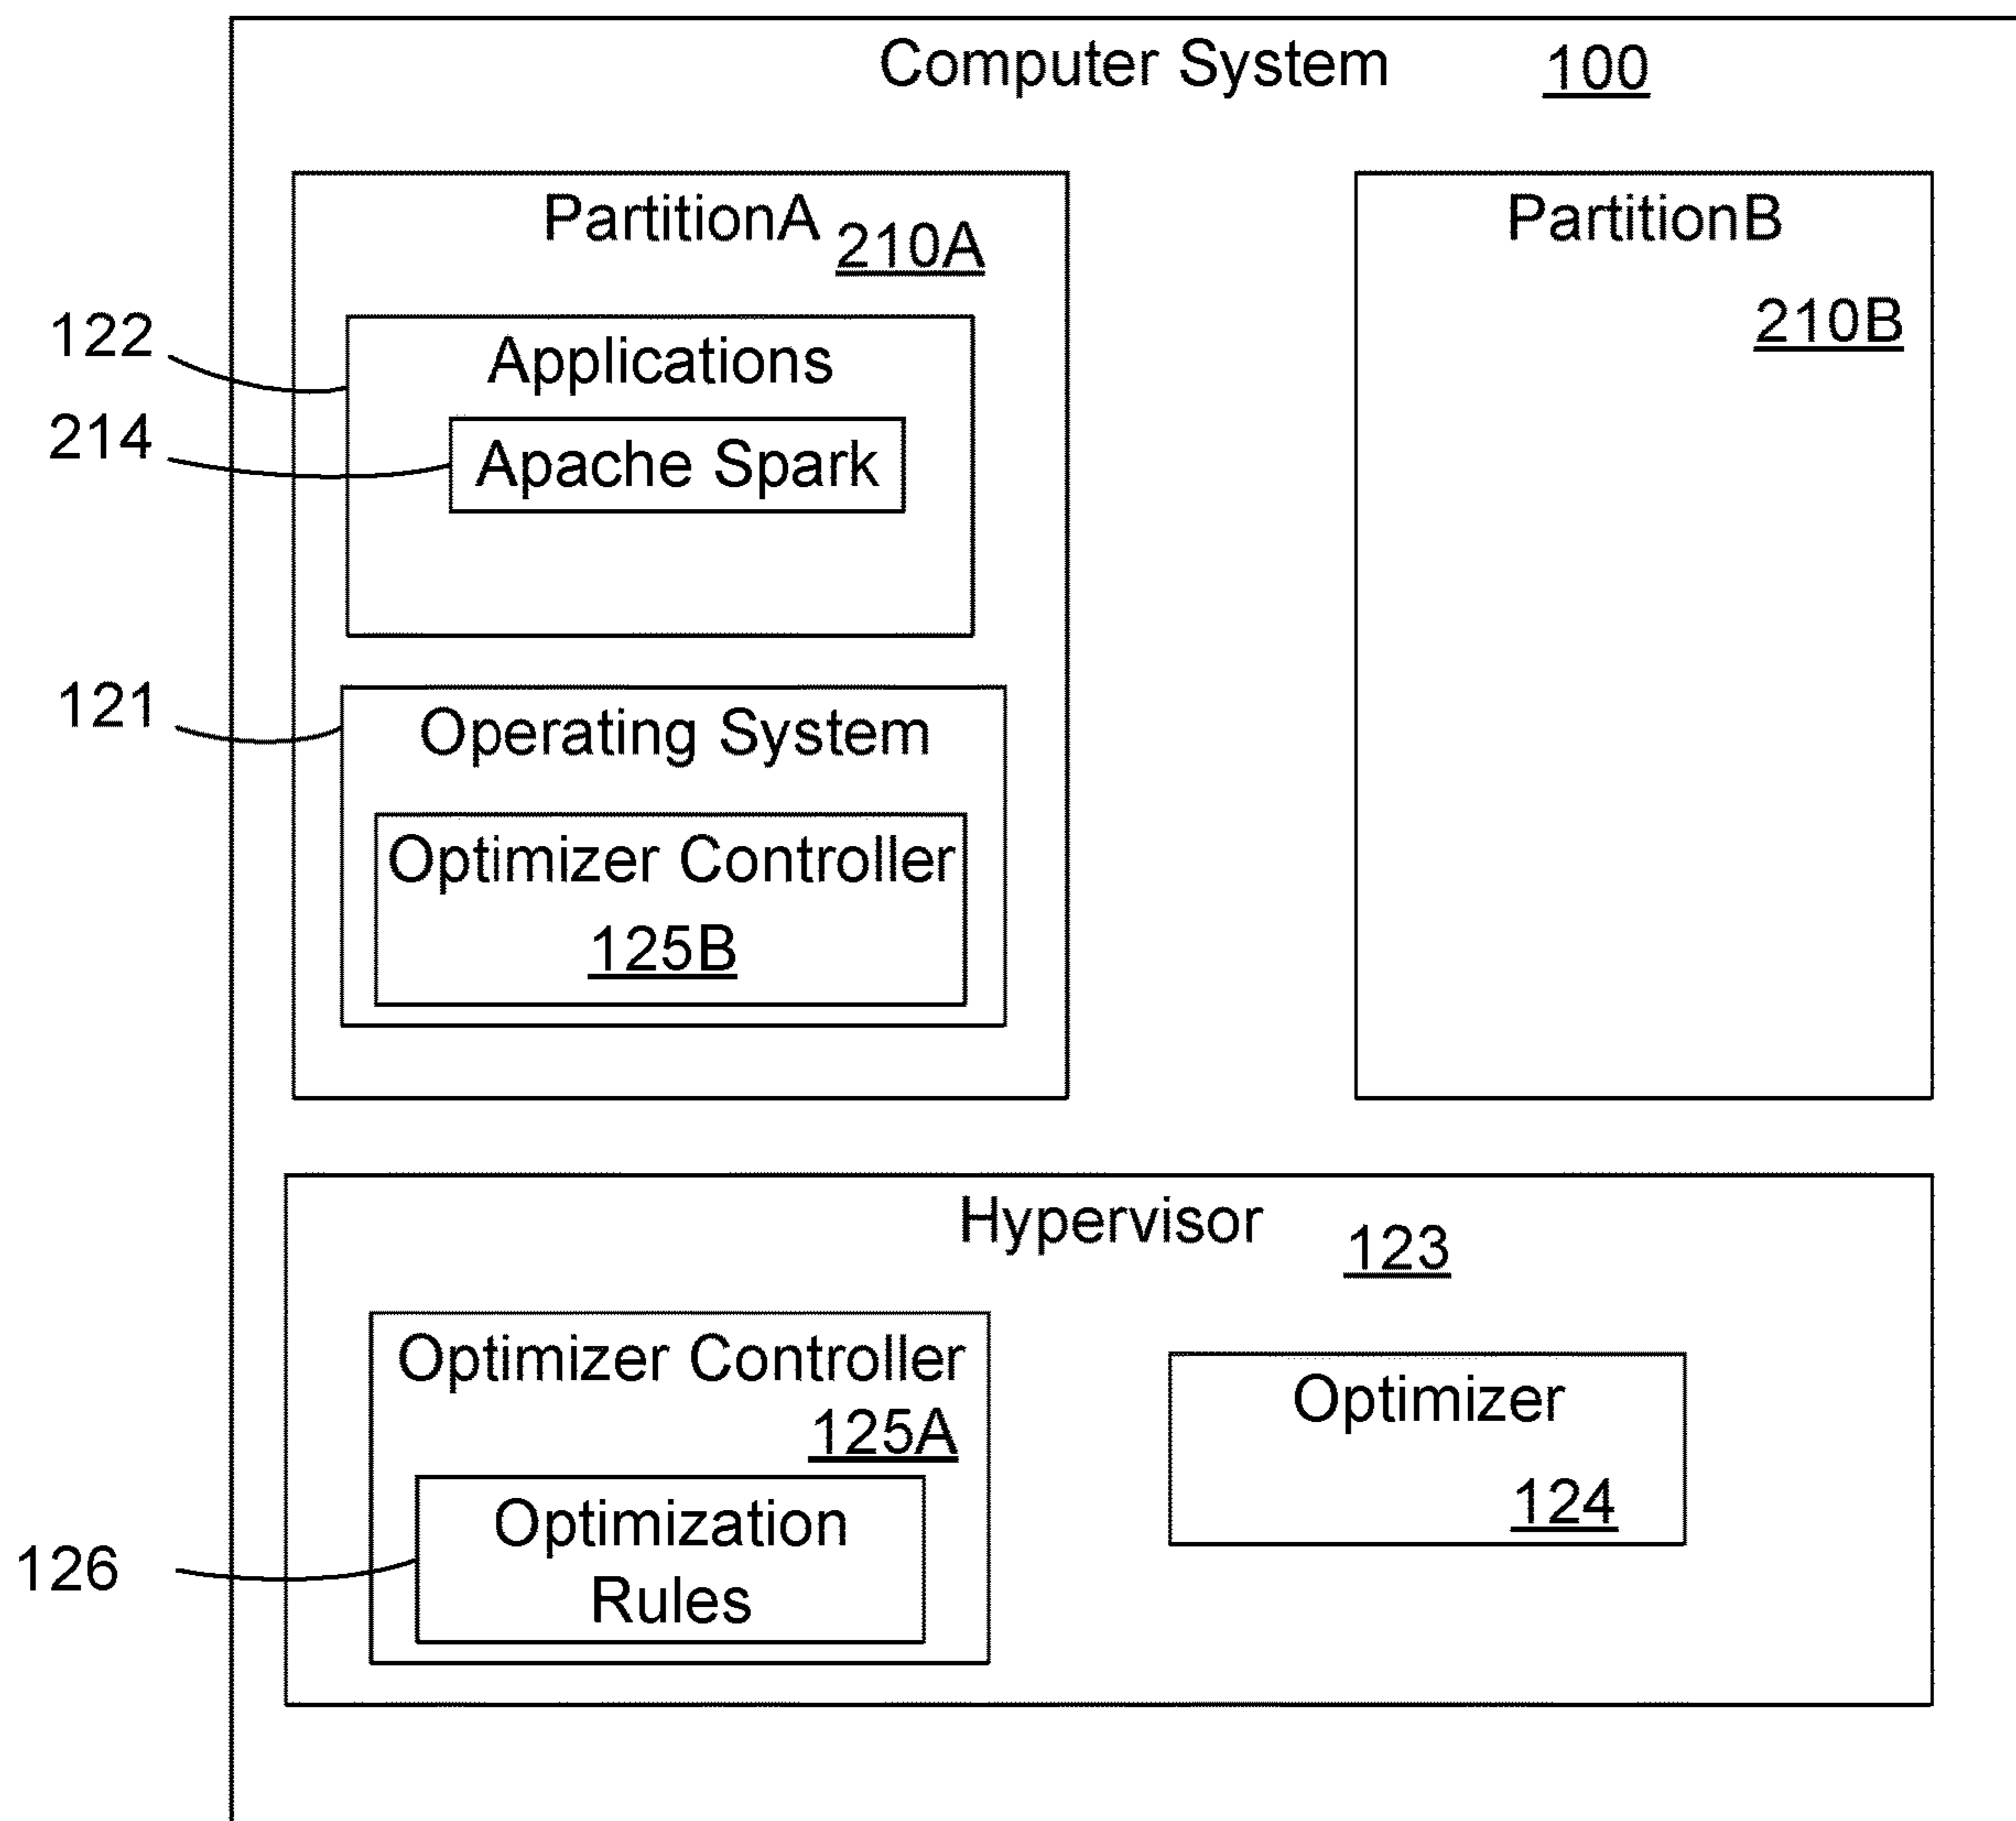 Computer System 100
PartitionA 210A
PartitionB
210B
122
Applications
214
Apache Spark
121
Operating System
Optimizer Controller
125B
Hypervisor 123
Optimizer Controller
125A
Optimizer
124
126
Optimization
Rules